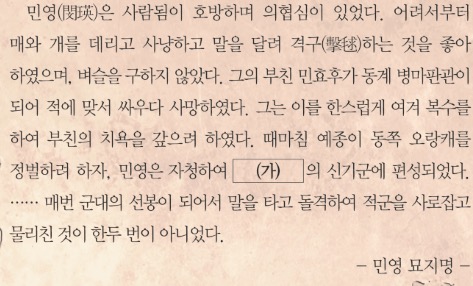 민영(閔瑛)은 사람됨이 호방하며 의협심이 있었다. 어려서부터
매와 개를 데리고 사냥하고 말을 달려 격구(擊毬)하는 것을 좋아
하였으며, 벼슬을 구하지 않았다. 그의 부친 민효후가 동계 병마판관이
되어 적에 맞서 싸우다 사망하였다. 그는 이를 한스럽게 여겨 복수를
하여 부친의 치욕을 갚으려 하였다. 때마침 예종이 동쪽 오랑캐를
정벌하려 하자, 민영은 자청하여 (가) 의 신기군에 편성되었다.
…… 매번 군대의 선봉이 되어서 말을 타고 돌격하여 적군을 사로잡고
물리친 것이 한두 번이 아니었다.
- 민영 묘지명 -